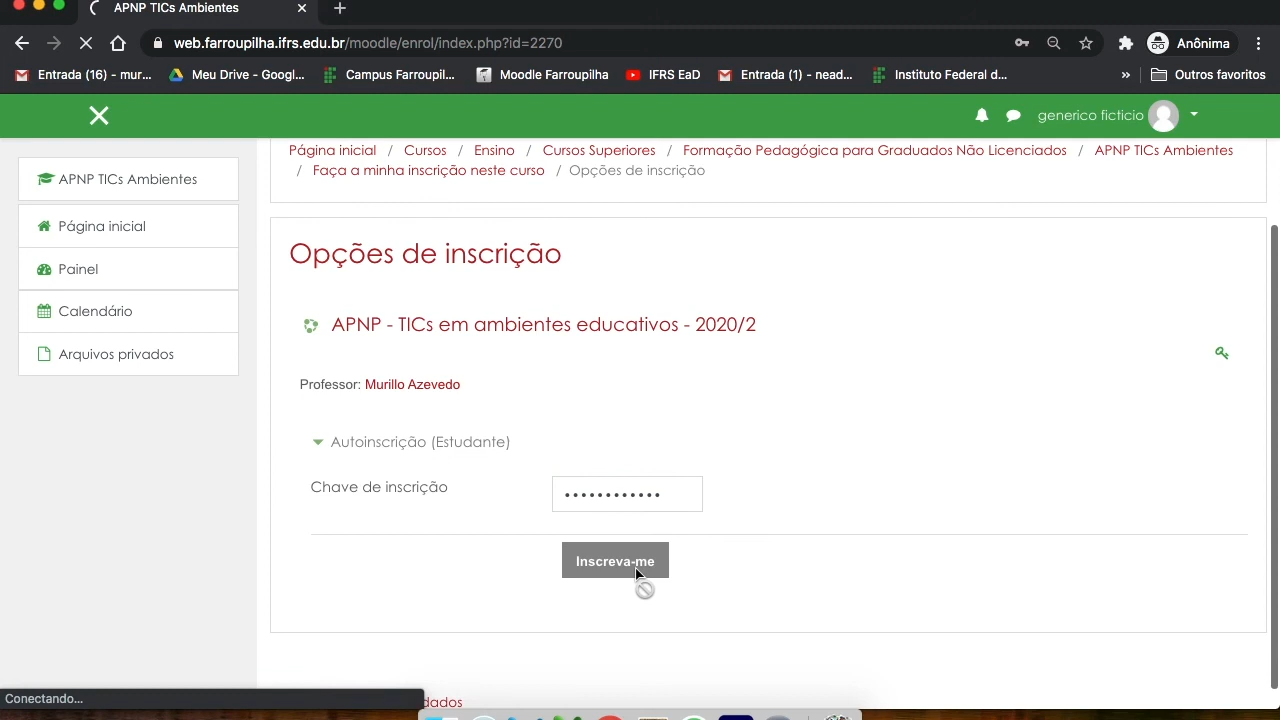 APNP TICs Ambientes
web.farroupilha.ifrs.edu.br/moodle/enrol/index.php?id=2270
Anônima
Entrada (16) - mur...
Meu Drive - Googl...
Campus Farroupil...
Moodle Farroupilha
IFRS EaD
Entrada (1) - nead...
Instituto Federal d...
»
Outros favoritos
generico ficticio
Página inicial / Cursos / Ensino / Cursos Superiores / Formação Pedagógica para Graduados Não Licenciados / APNP TICs Ambientes
/ Faça a minha inscrição neste curso / Opções de inscrição
APNP TICs Ambientes
Página inicial
Painel
Calendário
Arquivos privados
Opções de inscrição
APNP - TICs em ambientes educativos - 2020/2
Professor: Murillo Azevedo
Autoinscrição (Estudante)
Chave de inscrição
••••••••••••
Inscreva-me
Conectando...
dados